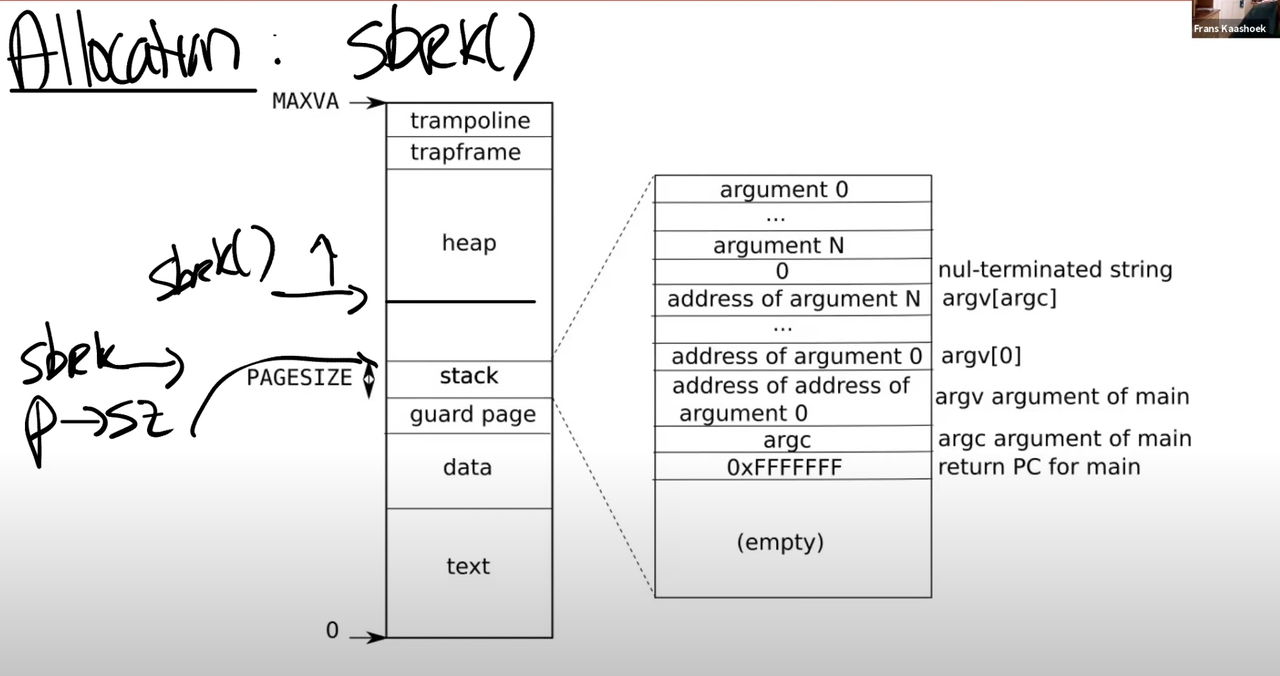 Frans Kaashoek
Allocation: sbrk()
MAXVA
trampoline
trapframe
heap
sbrk() ↑
sbrk →
p→sz
PAGESIZE
stack
guard page
data
text
0
argument 0
...
argument N
0 nul-terminated string
address of argument N argv[argc]
...
address of argument 0 argv[0]
address of address of
argument 0 argv argument of main
argc argc argument of main
0xFFFFFFF return PC for main
(empty)